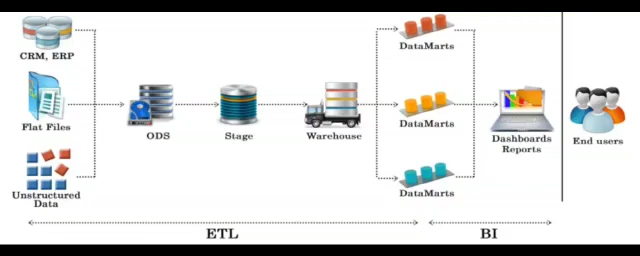 CRM, ERP
Flat Files
Unstructured
Data
ODS
Stage
Warehouse
DataMarts
DataMarts
DataMarts
Dashboards
Reports
End users
ETL
BI